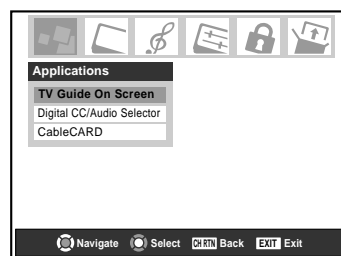 Applications
TV Guide On Screen
Digital CC/Audio Selector
CableCARD
Navigate Select CH RTN Back EXIT Exit